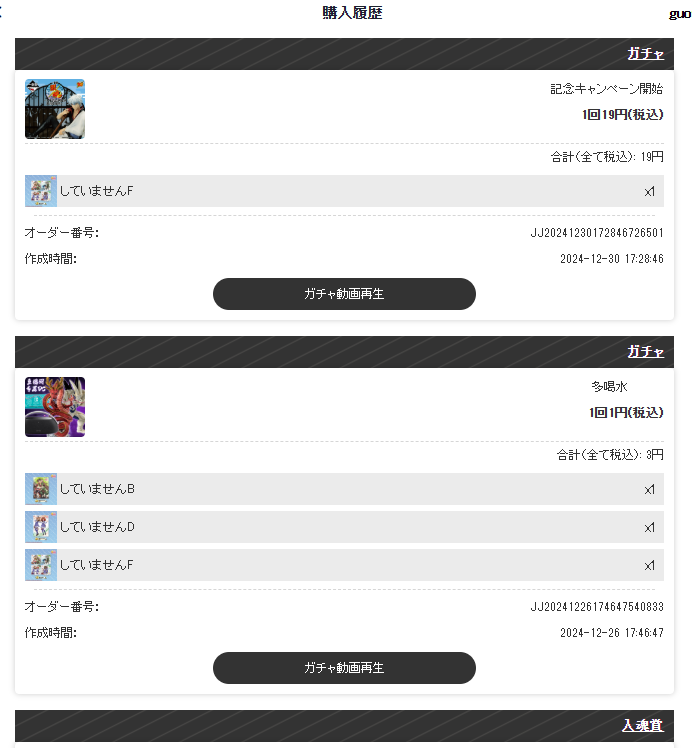 購入履歴
guo
ガチャ
記念キャンペーン開始
1回19円(税込)
合計(全て税込): 19円
していませんF x1
オーダー番号: JJ20241230172846726501
作成時間: 2024-12-30 17:28:46
ガチャ動画再生
ガチャ
多喝水
1回1円(税込)
合計(全て税込): 3円
していませんB x1
していませんD x1
していませんF x1
オーダー番号: JJ20241226174647540833
作成時間: 2024-12-26 17:46:47
ガチャ動画再生
入魂賞